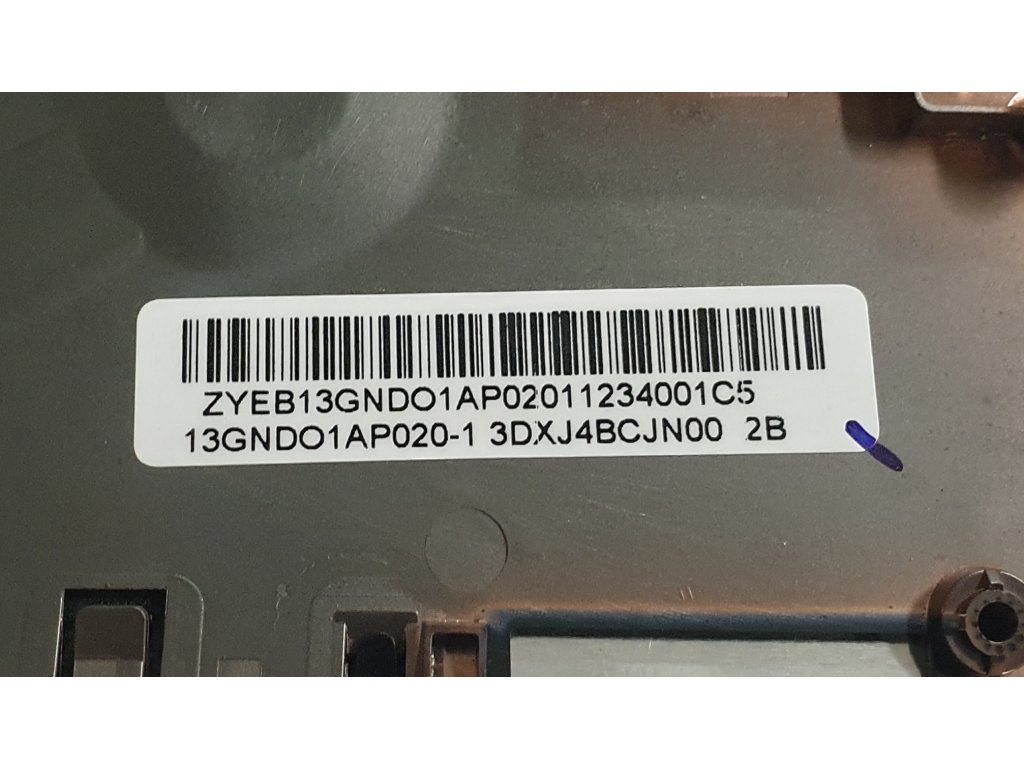 ZYEB13GNDO1AP02011234001C5
13GNDO1AP020-1 3DXJ4BCJN00 2B